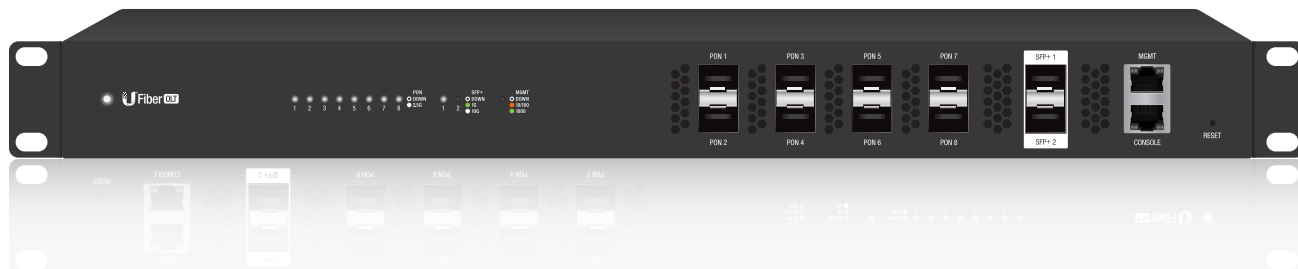 PON 1
PON 3
PON 5
PON 7
SFP+ 1
MGMT
U Fiber OLT
PON
DOWN
2.5G
SFP+
DOWN
1G
10G
MGMT
DOWN
10/100
1000
1 2 3 4 5 6 7 8
1 2
PON 2
PON 4
PON 6
PON 8
SFP+ 2
CONSOLE
RESET